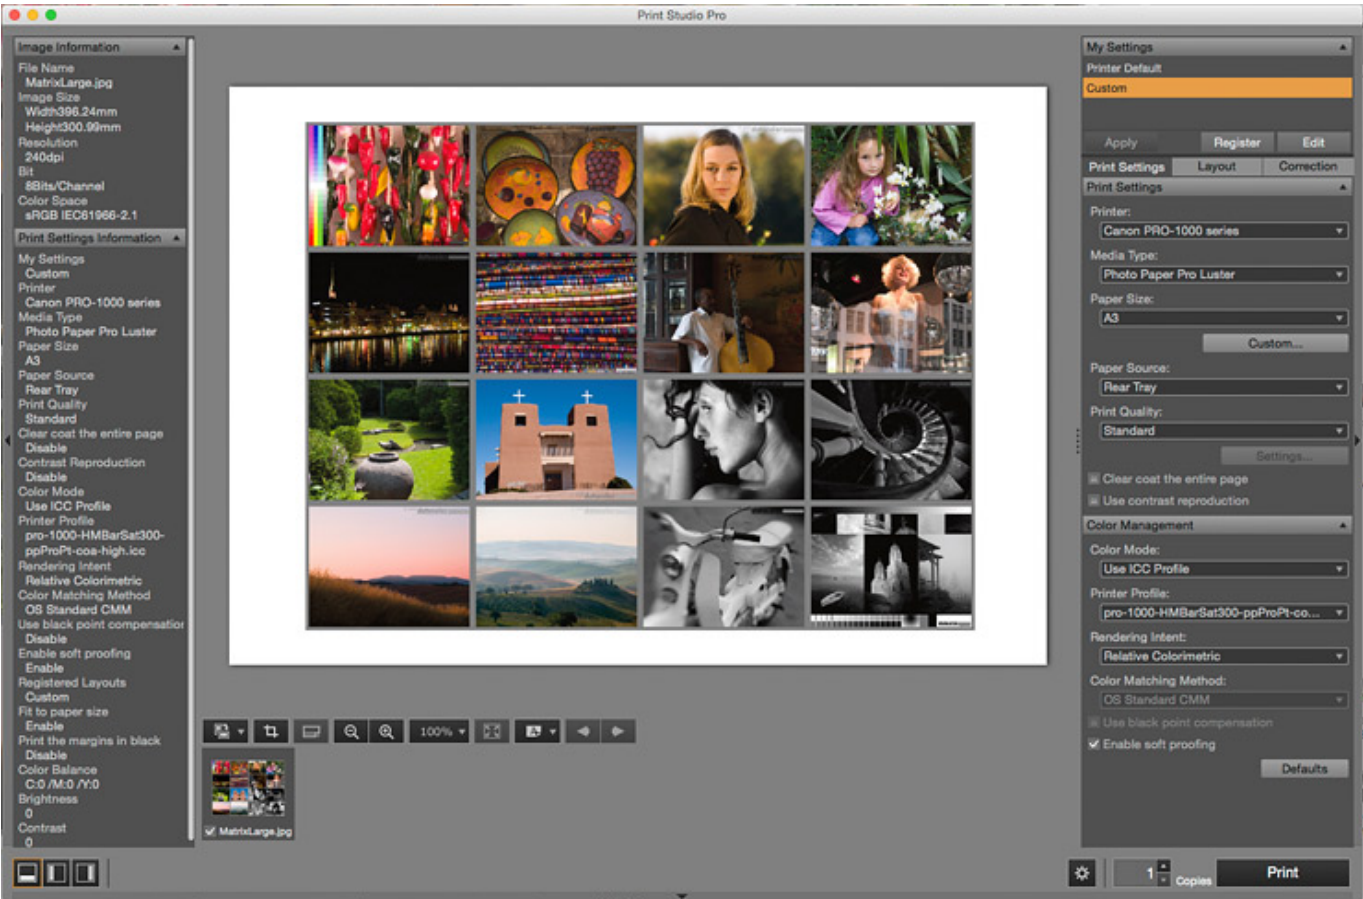 Print Studio Pro
Image Information
File Name
MatrixLarge.jpg
Image Size
Width396.24mm
Height300.99mm
Resolution
240dpi
Bit
8Bits/Channel
Color Space
sRGB IEC61966-2.1
Print Settings Information
My Settings
Custom
Printer
Canon PRO-1000 series
Media Type
Photo Paper Pro Luster
Paper Size
A3
Paper Source
Rear Tray
Print Quality
Standard
Clear coat the entire page
Disable
Contrast Reproduction
Disable
Color Mode
Use ICC Profile
Printer Profile
pro-1000-HMBarSat300-
ppProPt-coa-high.icc
Rendering Intent
Relative Colorimetric
Color Matching Method
OS Standard CMM
Use black point compensation
Disable
Enable soft proofing
Enable
Registered Layouts
Custom
Fit to paper size
Enable
Print the margins in black
Disable
Color Balance
C:0 /M:0 /Y:0
Brightness
0
Contrast
0
100%
MatrixLarge.jpg
My Settings
Printer Default
Custom
Apply Register Edit
Print Settings Layout Correction
Print Settings
Printer:
Canon PRO-1000 series
Media Type:
Photo Paper Pro Luster
Paper Size:
A3
Custom...
Paper Source:
Rear Tray
Print Quality:
Standard
Settings...
Clear coat the entire page
Use contrast reproduction
Color Management
Color Mode:
Use ICC Profile
Printer Profile:
pro-1000-HMBarSat300-ppProPt-co...
Rendering Intent:
Relative Colorimetric
Color Matching Method:
OS Standard CMM
Use black point compensation
Enable soft proofing
Defaults
1 Copies Print